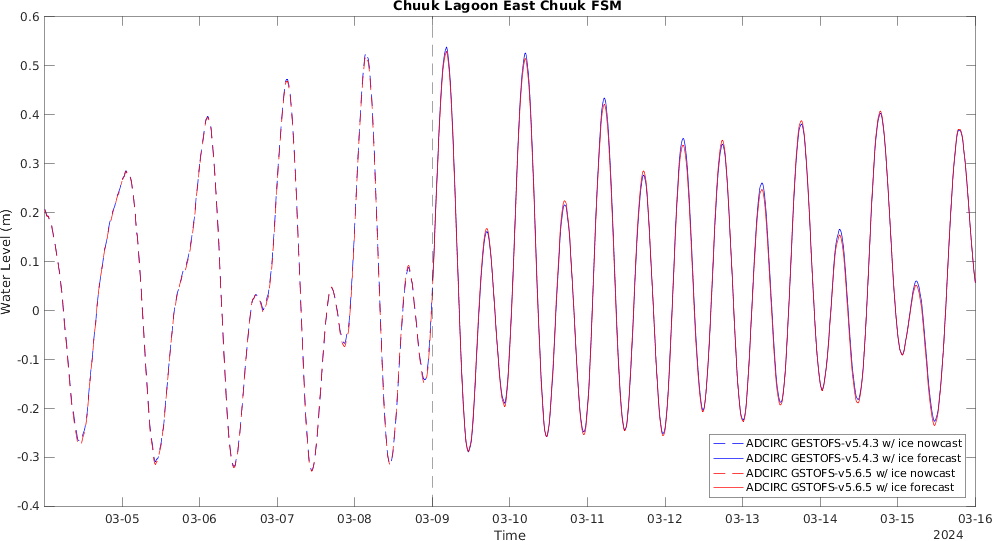 Chuuk Lagoon East Chuuk FSM
0.6
0.5
0.4
0.3
0.2
0.1
0
-0.1
-0.2
-0.3
-0.4
Water Level (m)
03-05 03-06 03-07 03-08 03-09 03-10 03-11 03-12 03-13 03-14 03-15 03-16
Time
2024
ADCIRC GESTOFS-v5.4.3 w/ ice nowcast
ADCIRC GESTOFS-v5.4.3 w/ ice forecast
ADCIRC GSTOFS-v5.6.5 w/ ice nowcast
ADCIRC GSTOFS-v5.6.5 w/ ice forecast